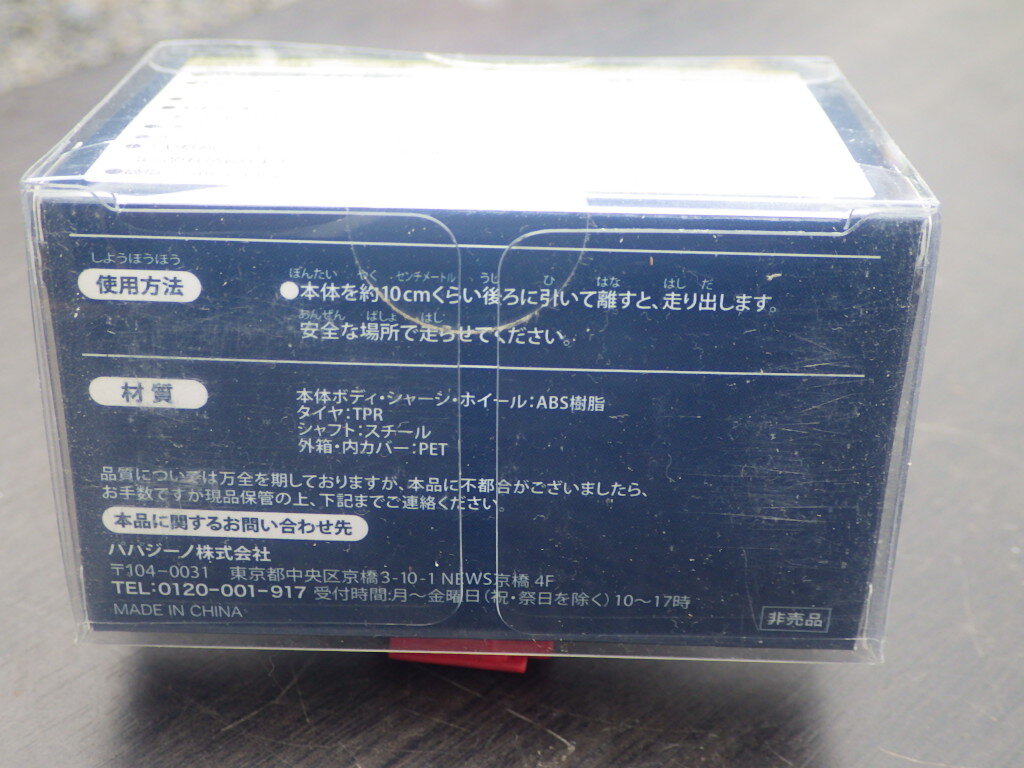 しようほうほう
使用方法
ほんたい やく センチメートル うし ひ はな はし だ
●本体を約10cmくらい後ろに引いて離すと、走り出します。
あんぜん ばしょ はし
安全な場所で走らせてください。
材質
本体ボディ・シャーシ・ホイール:ABS樹脂
タイヤ:TPR
シャフト:スチール
外箱・内カバー:PET
品質については万全を期しておりますが、本品に不都合がございましたら、
お手数ですが現品保管の上、下記までご連絡ください。
本品に関するお問い合わせ先
ハハジーノ株式会社
〒104-0031 東京都中央区京橋3-10-1 NEWS京橋 4F
TEL:0120-001-917 受付時間:月〜金曜日(祝・祭日を除く)10〜17時
MADE IN CHINA
非売品